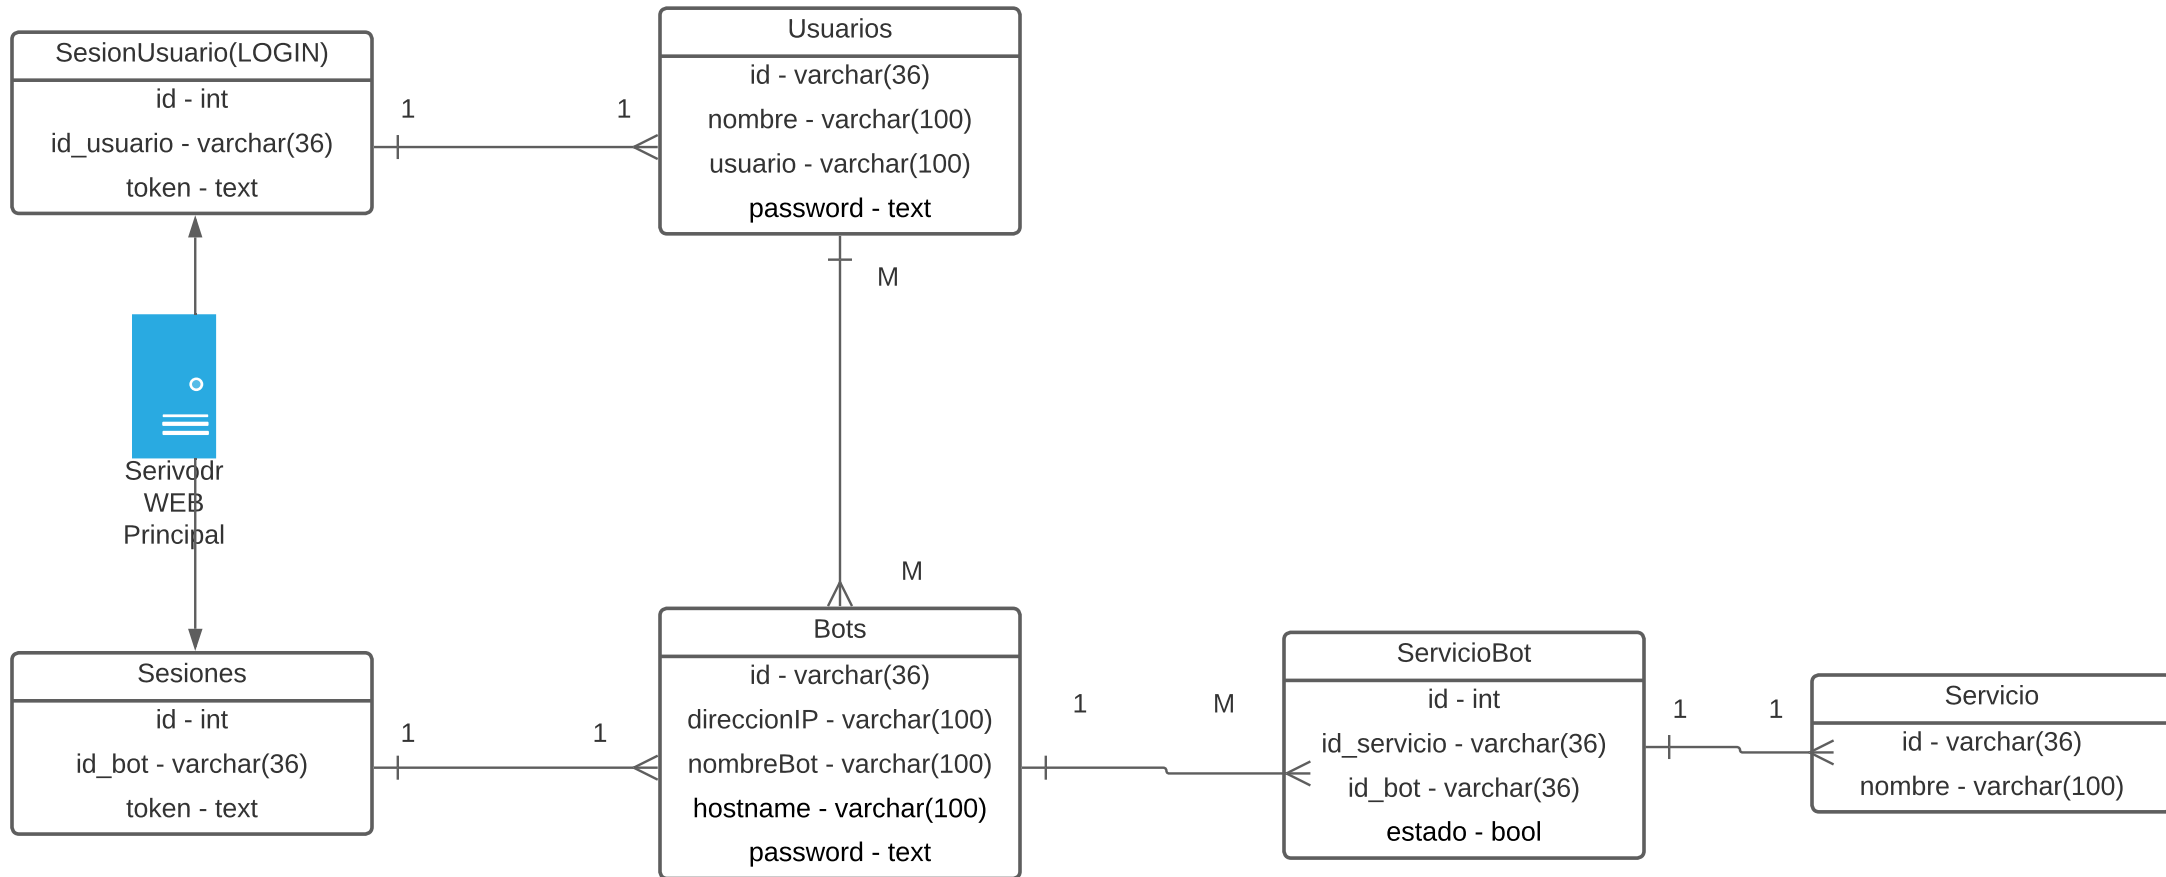 SesionUsuario(LOGIN)
id - int
id_usuario - varchar(36)
token - text
1
1
Usuarios
id - varchar(36)
nombre - varchar(100)
usuario - varchar(100)
password - text
M
M
Serivodr
WEB
Principal
Sesiones
id - int
id_bot - varchar(36)
token - text
1
1
Bots
id - varchar(36)
direccionIP - varchar(100)
nombreBot - varchar(100)
hostname - varchar(100)
password - text
1
M
ServicioBot
id - int
id_servicio - varchar(36)
id_bot - varchar(36)
estado - bool
1
1
Servicio
id - varchar(36)
nombre - varchar(100)